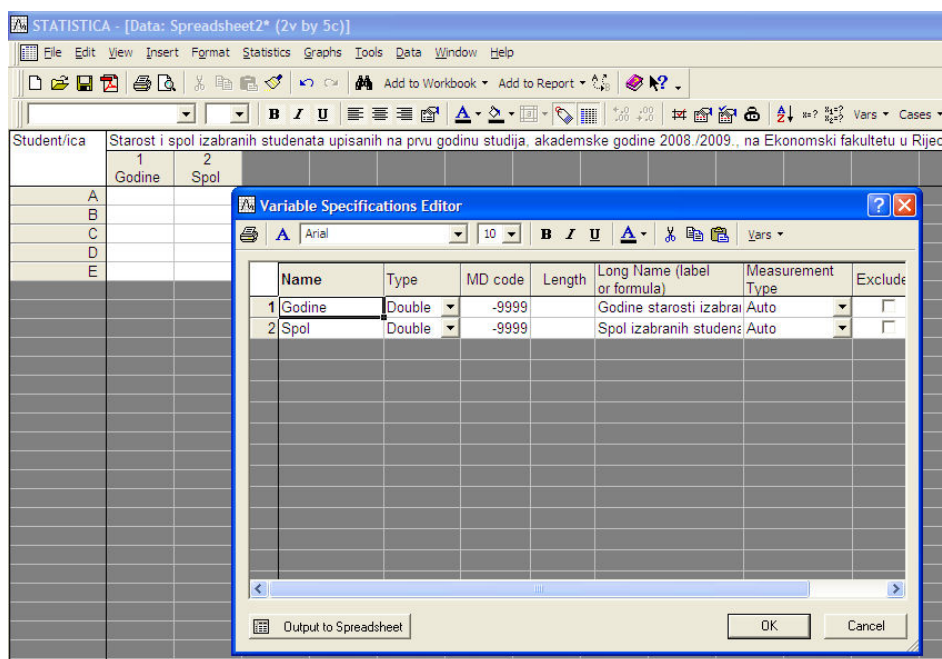 STATISTICA - [Data: Spreadsheet2* (2v by 5c)]
File Edit View Insert Format Statistics Graphs Tools Data Window Help
Add to Workbook Add to Report
B I U A Vars Cases
Student/ica Starost i spol izabranih studenata upisanih na prvu godinu studija, akademske godine 2008./2009., na Ekonomski fakultetu u Rijec
1 2
Godine Spol
A
B
C
D
E
Variable Specifications Editor
A Arial 10 B I U A Vars
Name Type MD code Length Long Name (label or formula) Measurement Type Exclude
1 Godine Double -9999 Godine starosti izabrar Auto
2 Spol Double -9999 Spol izabranih studena Auto
Output to Spreadsheet OK Cancel